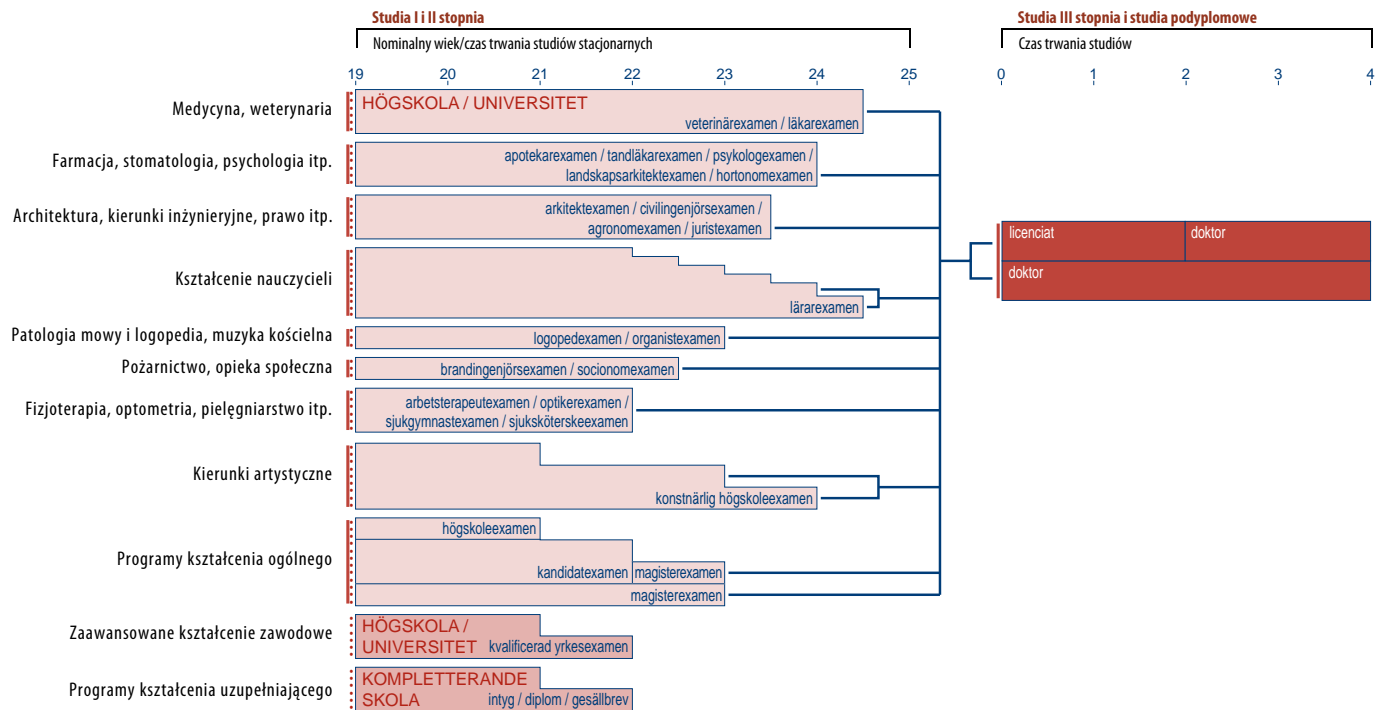 Studia I i II stopnia
Nominalny wiek/czas trwania studiów stacjonarnych
Studia III stopnia i studia podyplomowe
Czas trwania studiów
19 20 21 22 23 24 25
0 1 2 3 4
Medycyna, weterynaria
HÖGSKOLA / UNIVERSITET
veterinärexamen / läkarexamen
Farmacja, stomatologia, psychologia itp.
apotekarexamen / tandläkarexamen / psykologexamen /
landskapsarkitektexamen / hortonomexamen
Architektura, kierunki inżynieryjne, prawo itp.
arkitektexamen / civilingenjörsexamen /
agronomexamen / juristexamen
licenciat
doktor
doktor
Kształcenie nauczycieli
lärarexamen
Patologia mowy i logopedia, muzyka kościelna
logopedexamen / organistexamen
Pożarnictwo, opieka społeczna
brandingenjörsexamen / socionomexamen
Fizjoterapia, optometria, pielęgniarstwo itp.
arbetsterapeutexamen / optikerexamen /
sjukgymnastexamen / sjuksköterskeexamen
Kierunki artystyczne
konstnärlig högskoleexamen
Programy kształcenia ogólnego
högskoleexamen
kandidatexamen
magisterexamen
magisterexamen
Zaawansowane kształcenie zawodowe
HÖGSKOLA /
UNIVERSITET
kvalificerad yrkesexamen
Programy kształcenia uzupełniającego
KOMPLETTERANDE
SKOLA
intyg / diplom / gesällbrev